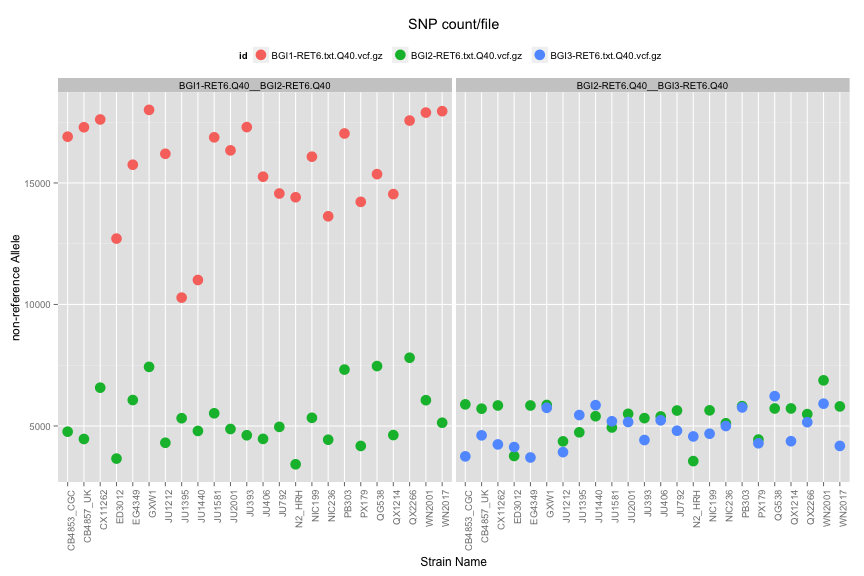 SNP count/file
id BGI1-RET6.txt.Q40.vcf.gz BGI2-RET6.txt.Q40.vcf.gz BGI3-RET6.txt.Q40.vcf.gz
BGI1-RET6.Q40__BGI2-RET6.Q40 BGI2-RET6.Q40__BGI3-RET6.Q40
non-reference Allele
15000
10000
5000
CB4853_CGC
CB4857_UK
CX11262
ED3012
EG4349
GXW1
JU1212
JU1395
JU1440
JU1581
JU2001
JU393
JU406
JU792
N2_HRH
NIC199
NIC236
PB303
PX179
QG538
QX1214
QX2266
WN2001
WN2017
CB4853_CGC
CB4857_UK
CX11262
ED3012
EG4349
GXW1
JU1212
JU1395
JU1440
JU1581
JU2001
JU393
JU406
JU792
N2_HRH
NIC199
NIC236
PB303
PX179
QG538
QX1214
QX2266
WN2001
WN2017
Strain Name